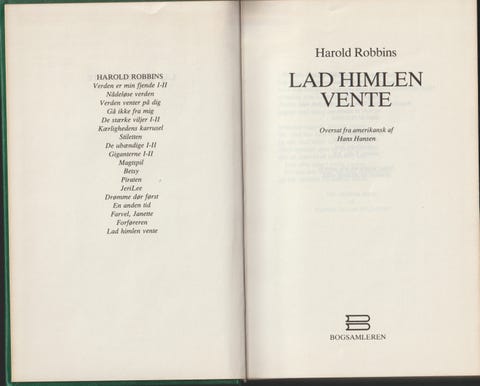 HAROLD ROBBINS
Verden er min fjende I-II
Nådeløse verden
Verden venter på dig
Gå ikke fra mig
De stærke viljer I-II
Kærlighedens karrusel
Stiletten
De ubændige I-II
Giganterne I-II
Magtspil
Betsy
Piraten
JeriLee
Drømme dør først
En anden tid
Farvel, Janette
Forføreren
Lad himlen vente
Harold Robbins
LAD HIMLEN
VENTE
Oversat fra amerikansk af
Hans Hansen
BOGSAMLEREN